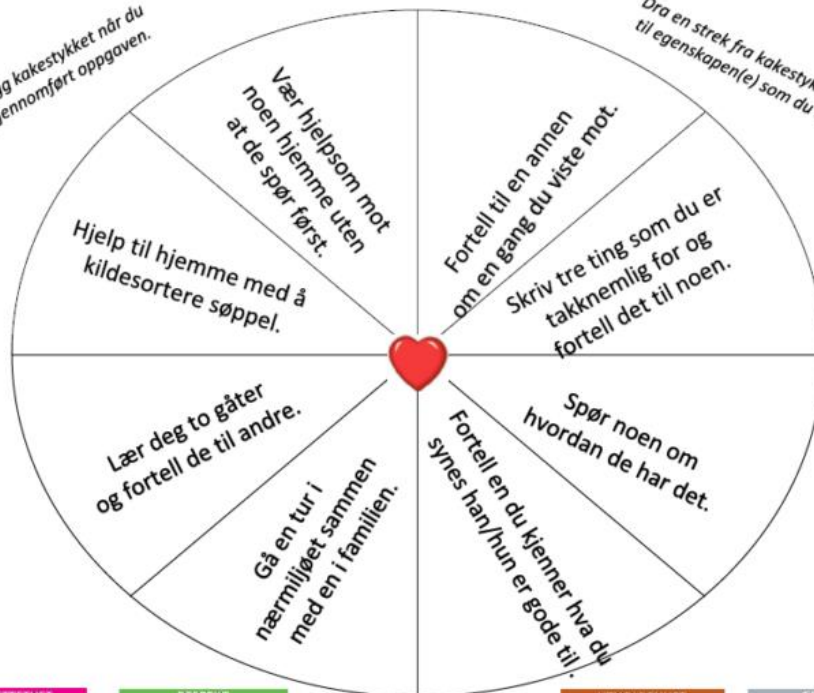 kakestykket når du
ennomført oppgaven.
Dra en strek fra kakestyk
til egenskapen(e) som du
Vær hjelpsom mot
noen hjemme uten
at de spør først.
Fortell til en annen
om en gang du viste mot.
Hjelp til hjemme med å
kildesortere søppel.
Skriv tre ting som du er
takknemlig for og
fortell det til noen.
Lær deg to gåter
og fortell de til andre.
Spør noen om
hvordan de har det.
Gå en tur i
nærmiljøet sammen
med en i familien.
Fortell en du kjenner hva du
synes han/hun er gode til.